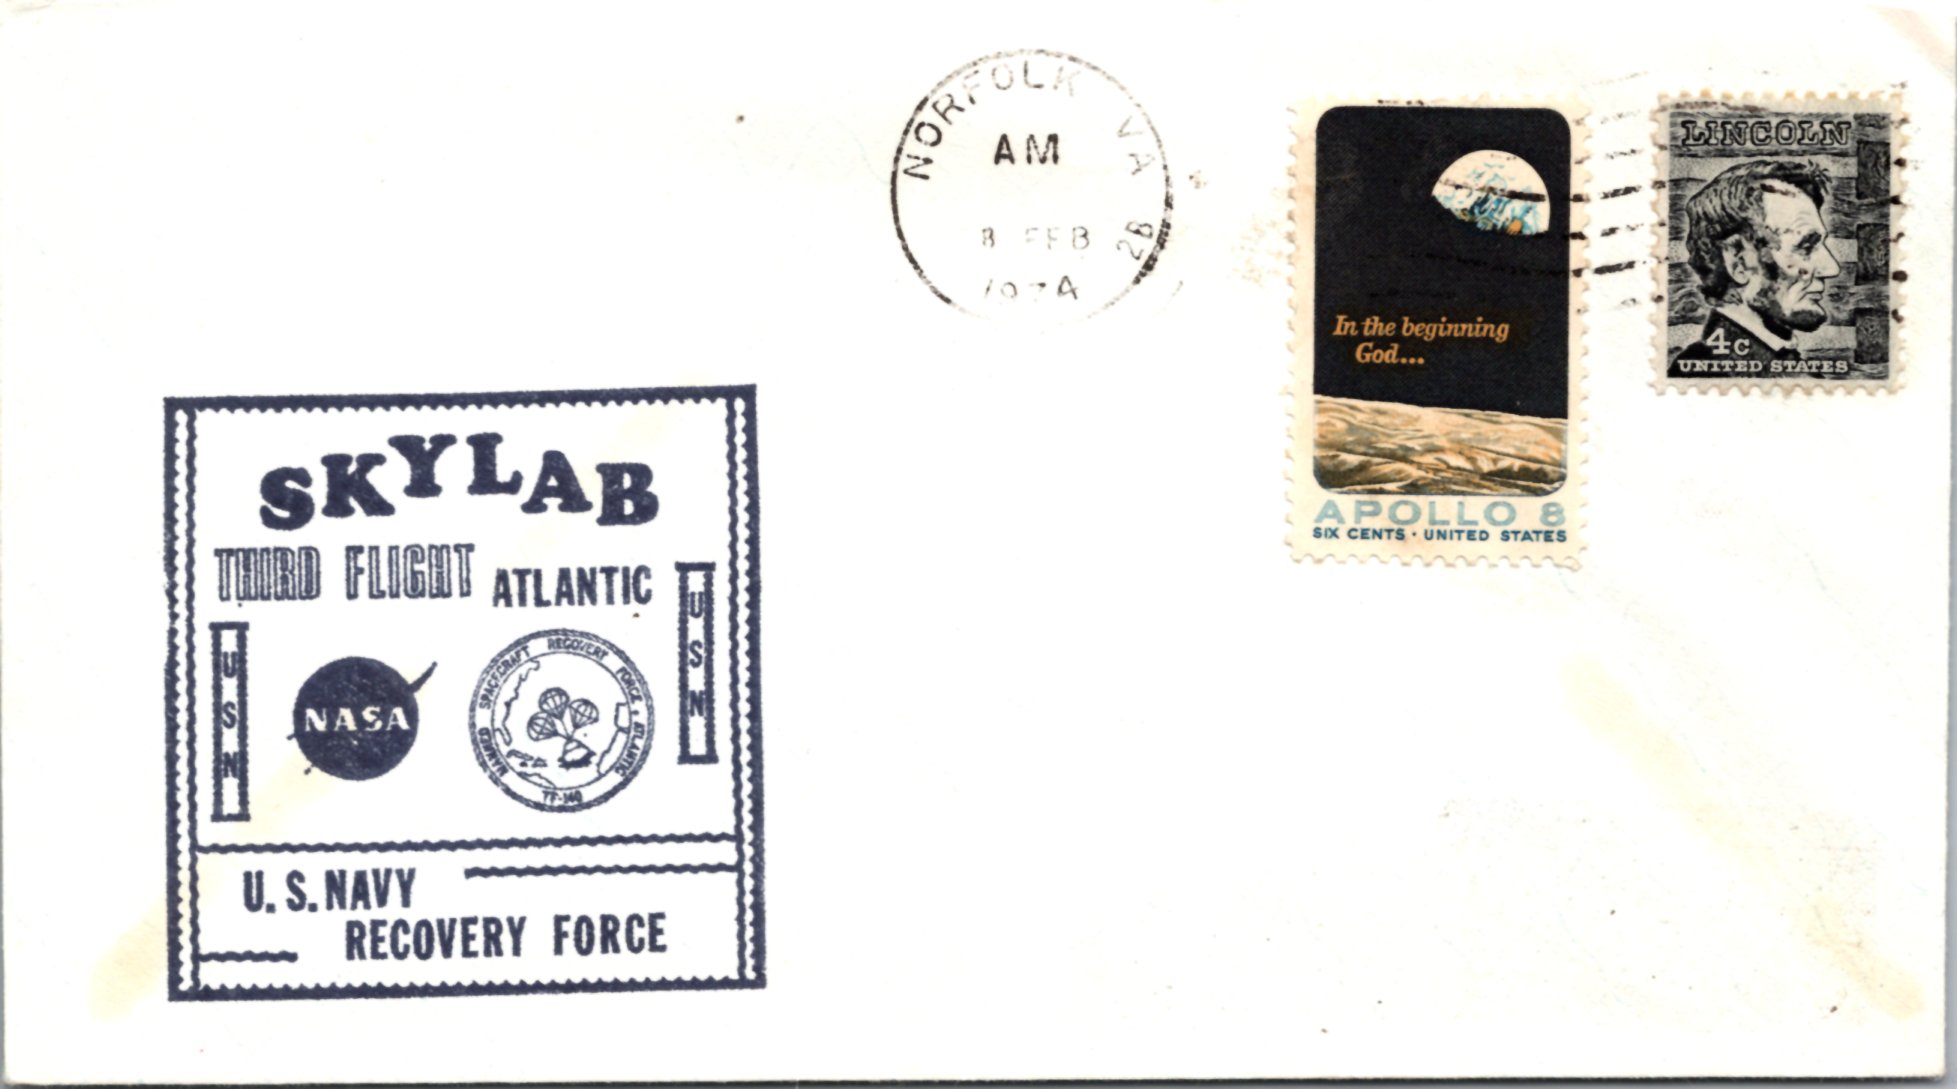 NORFOLK VA
AM
8 FEB
1974
2B
LINCOLN
4c
UNITED STATES
In the beginning
God...
APOLLO 8
SIX CENTS · UNITED STATES
SKYLAB
THIRD FLIGHT ATLANTIC
USN
NASA
MANNED SPACECRAFT RECOVERY FORCE · ATLANTIC
TF-140
USN
U.S. NAVY
RECOVERY FORCE